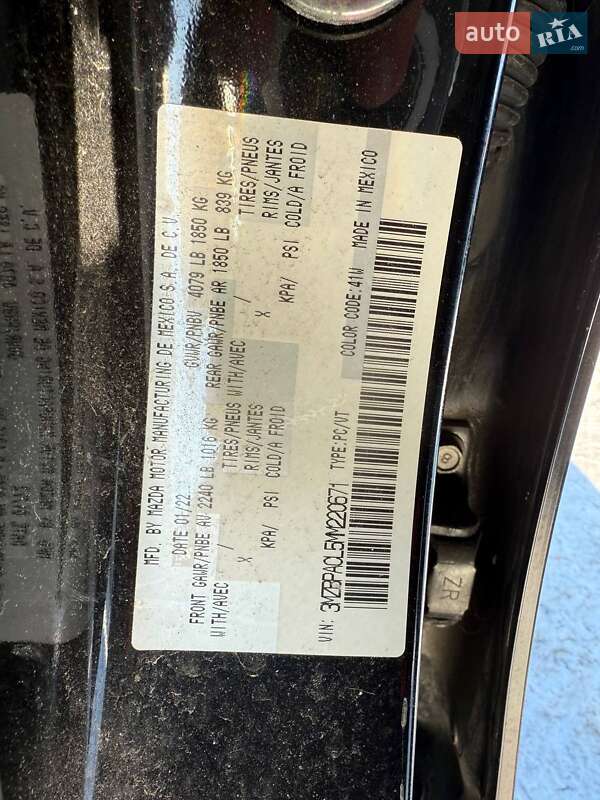 auto RIA.com
MFD. BY MAZDA MOTOR MANUFACTURING DE MEXICO S.A. DE C.V.
DATE 01/22 GVWR/PNBV 4079 LB 1850 KG
FRONT GAWR/PNBE AV 2240 LB 1016 KG REAR GAWR/PNBE AR 1850 LB 839 KG
WITH/AVEC / TIRES/PNEUS WITH/AVEC / TIRES/PNEUS
X RIMS/JANTES X RIMS/JANTES
KPA/ PSI COLD/A FROID KPA/ PSI COLD/A FROID
VIN: 3MZBPACL5NM220671 TYPE:PC/VT COLOR CODE:41W MADE IN MEXICO
ZR